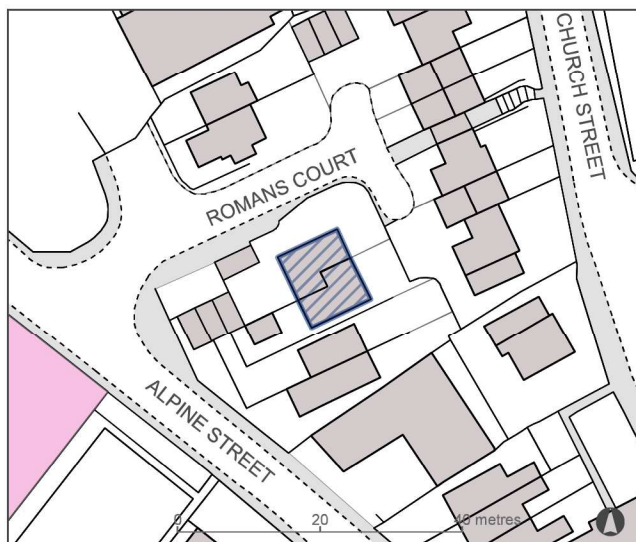 CHURCH STREET
ROMANS COURT
ALPINE STREET
0 20 40 metres